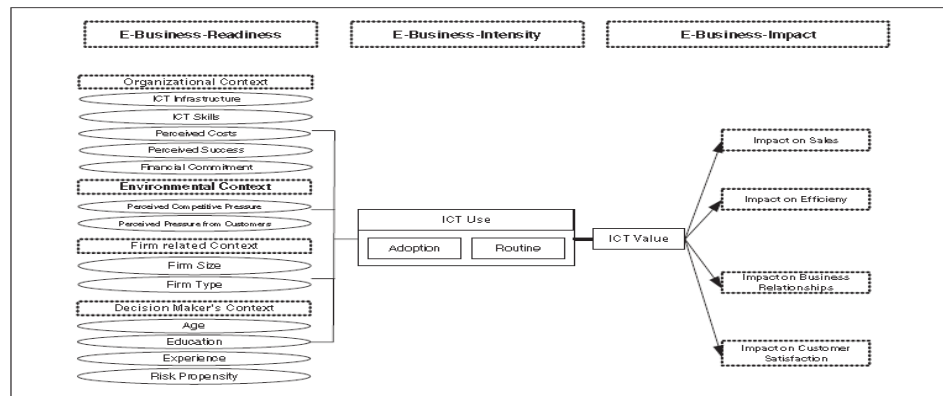 E-Business-Readiness
E-Business-Intensity
E-Business-Impact
Organizational Context
ICT Infrastructure
ICT Skills
Perceived Costs
Perceived Success
Financial Commitment
Environmental Context
Perceived Competitive Pressure
Perceived Pressure from Customers
Firm related Context
Firm Size
Firm Type
Decision Maker's Context
Age
Education
Experience
Risk Propensity
ICT Use
Adoption
Routine
ICT Value
Impact on Sales
Impact on Efficieny
Impact on Business
Relationships
Impact on Customer
Satisfaction